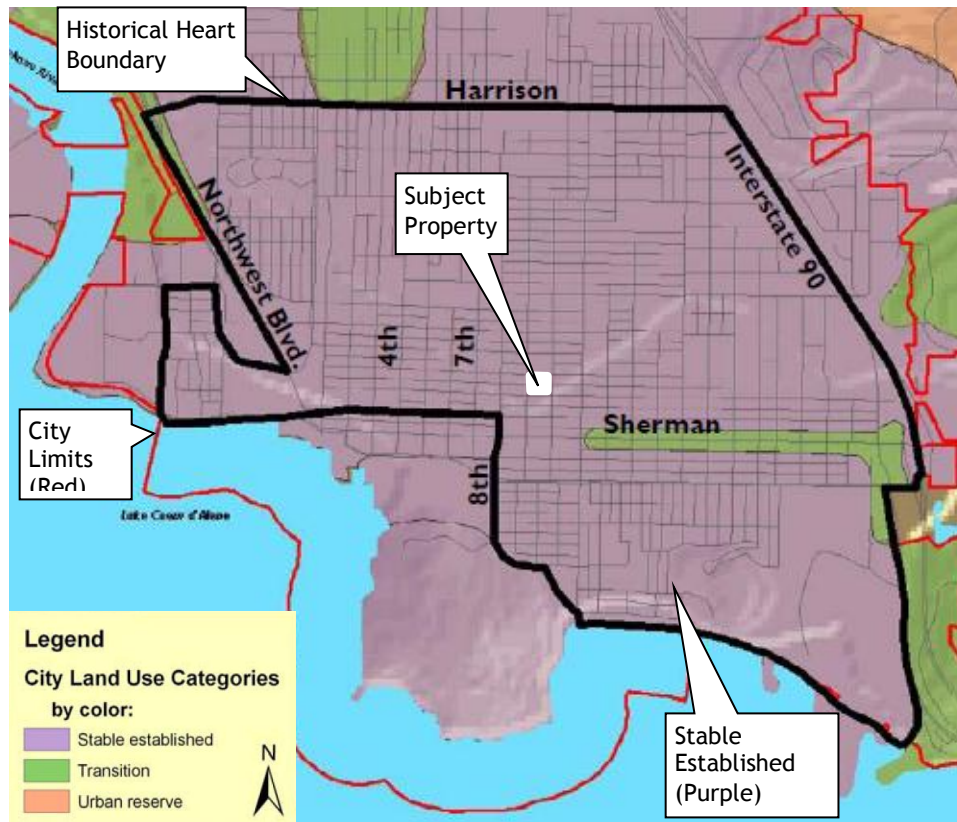 Historical Heart
Boundary
Harrison
Interstate 90
Northwest Blvd.
Subject
Property
4th
7th
Sherman
8th
City
Limits
(Red)
Lake Coeur d'Alene
Stable
Established
(Purple)
Legend
City Land Use Categories
by color:
Stable established
Transition
Urban reserve
N